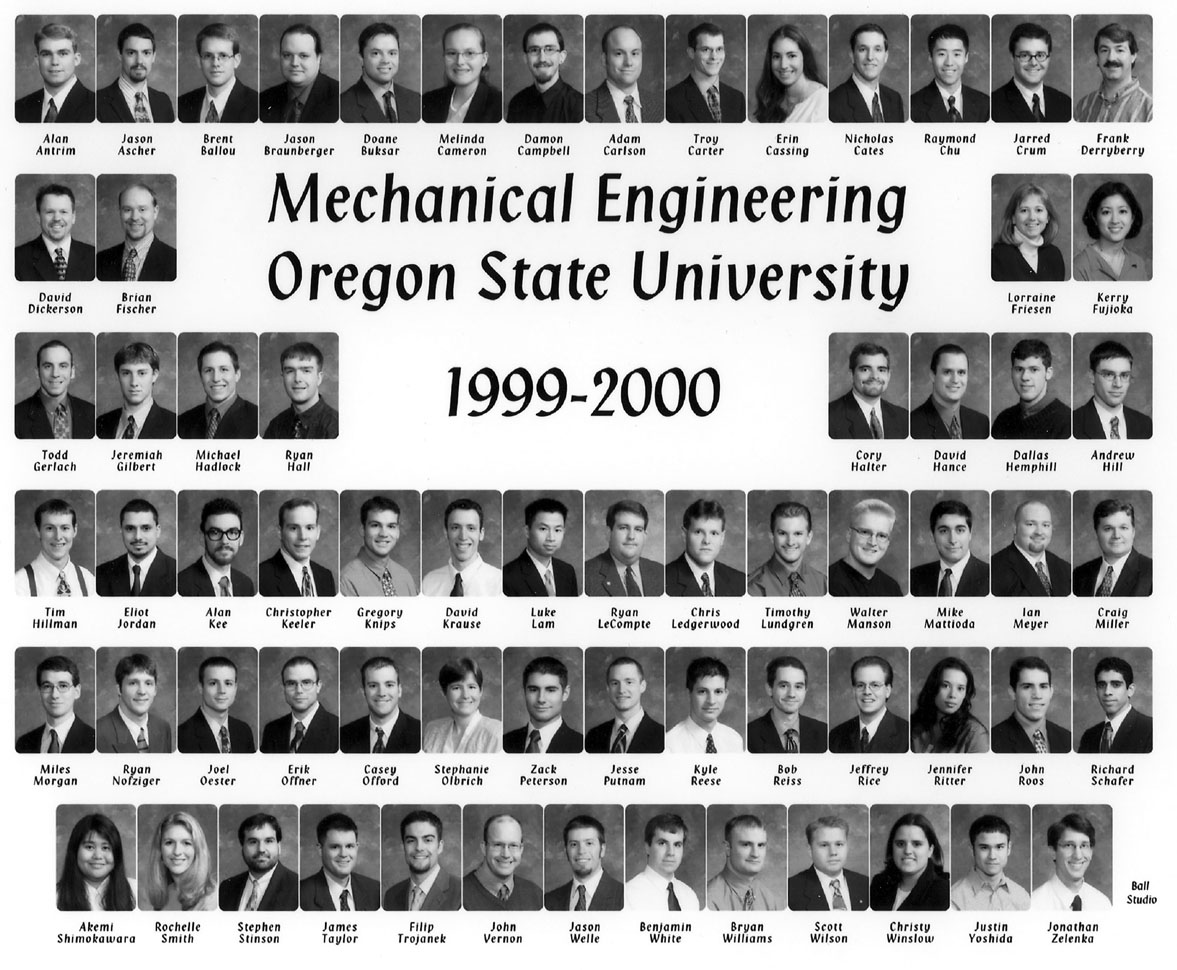 Alan Antrim
Jason Ascher
Brent Ballou
Jason Braunberger
Doane Buksar
Melinda Cameron
Damon Campbell
Adam Carlson
Troy Carter
Erin Cassing
Nicholas Cates
Raymond Chu
Jarred Crum
Frank Derryberry
Mechanical Engineering
Oregon State University
1999-2000
David Dickerson
Brian Fischer
Lorraine Friesen
Kerry Fujioka
Todd Gerlach
Jeremiah Gilbert
Michael Hadlock
Ryan Hall
Cory Halter
David Hance
Dallas Hemphill
Andrew Hill
Tim Hillman
Eliot Jordan
Alan Kee
Christopher Keeler
Gregory Knips
David Krause
Luke Lam
Ryan LeCompte
Chris Ledgerwood
Timothy Lundgren
Walter Manson
Mike Mattioda
Ian Meyer
Craig Miller
Miles Morgan
Ryan Nofziger
Joel Oester
Erik Offner
Casey Offord
Stephanie Olbrich
Zack Peterson
Jesse Putnam
Kyle Reese
Bob Reiss
Jeffrey Rice
Jennifer Ritter
John Roos
Richard Schafer
Akemi Shimokawara
Rochelle Smith
Stephen Stinson
James Taylor
Filip Trojanek
John Vernon
Jason Welle
Benjamin White
Bryan Williams
Scott Wilson
Christy Winslow
Justin Yoshida
Jonathan Zelenka
Ball Studio